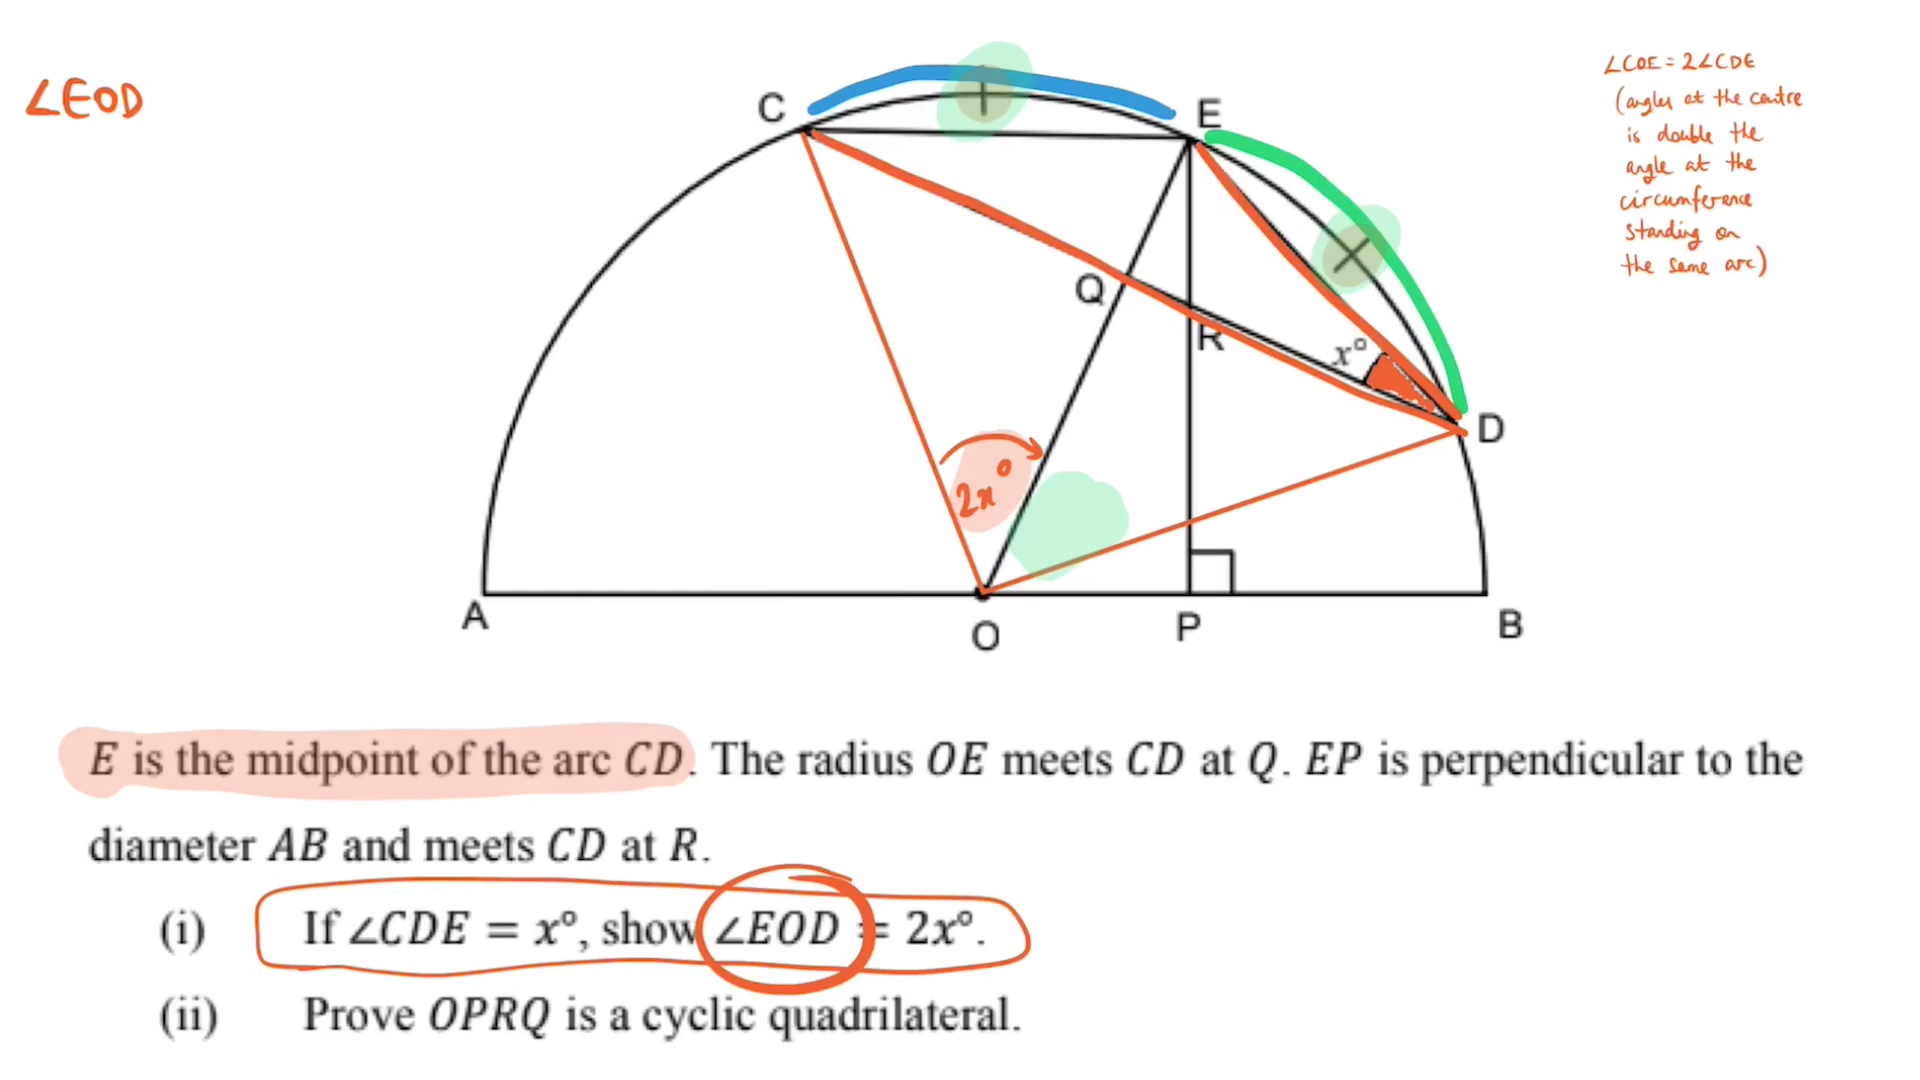 ∠EOD
C
E
∠COE = 2∠CDE
(angles at the centre
is double the
angle at the
circumference
standing on
the same arc)
Q
R
x°
D
2x°
A
O
P
B
E is the midpoint of the arc CD. The radius OE meets CD at Q. EP is perpendicular to the
diameter AB and meets CD at R.
(i) If ∠CDE = x°, show ∠EOD = 2x°.
(ii) Prove OPRQ is a cyclic quadrilateral.